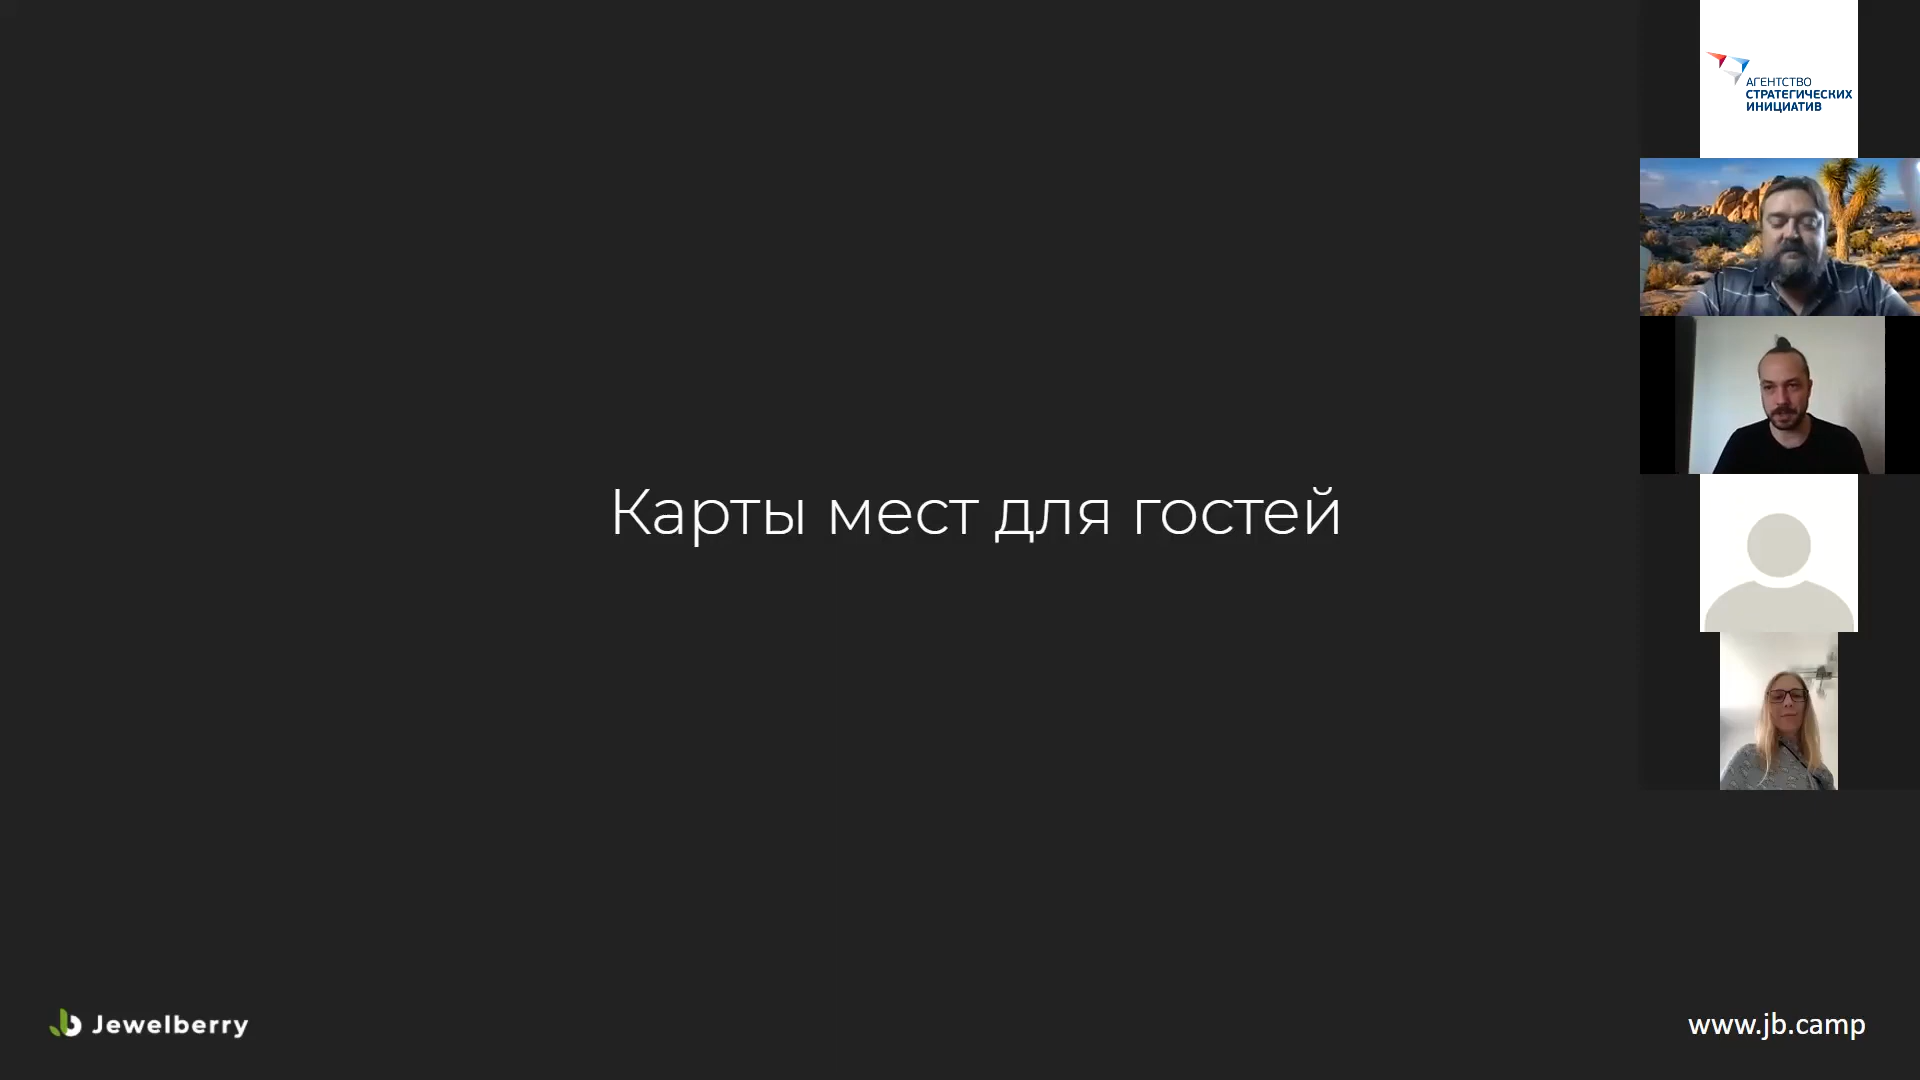 АГЕНТСТВО
СТРАТЕГИЧЕСКИХ
ИНИЦИАТИВ
Карты мест для гостей
Jewelberry
www.jb.camp